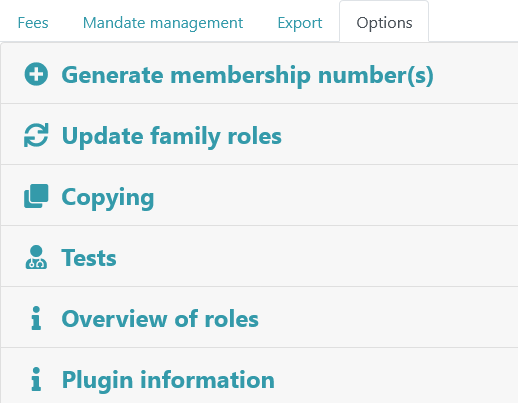 Fees Mandate management Export Options
Generate membership number(s)
Update family roles
Copying
Tests
Overview of roles
Plugin information